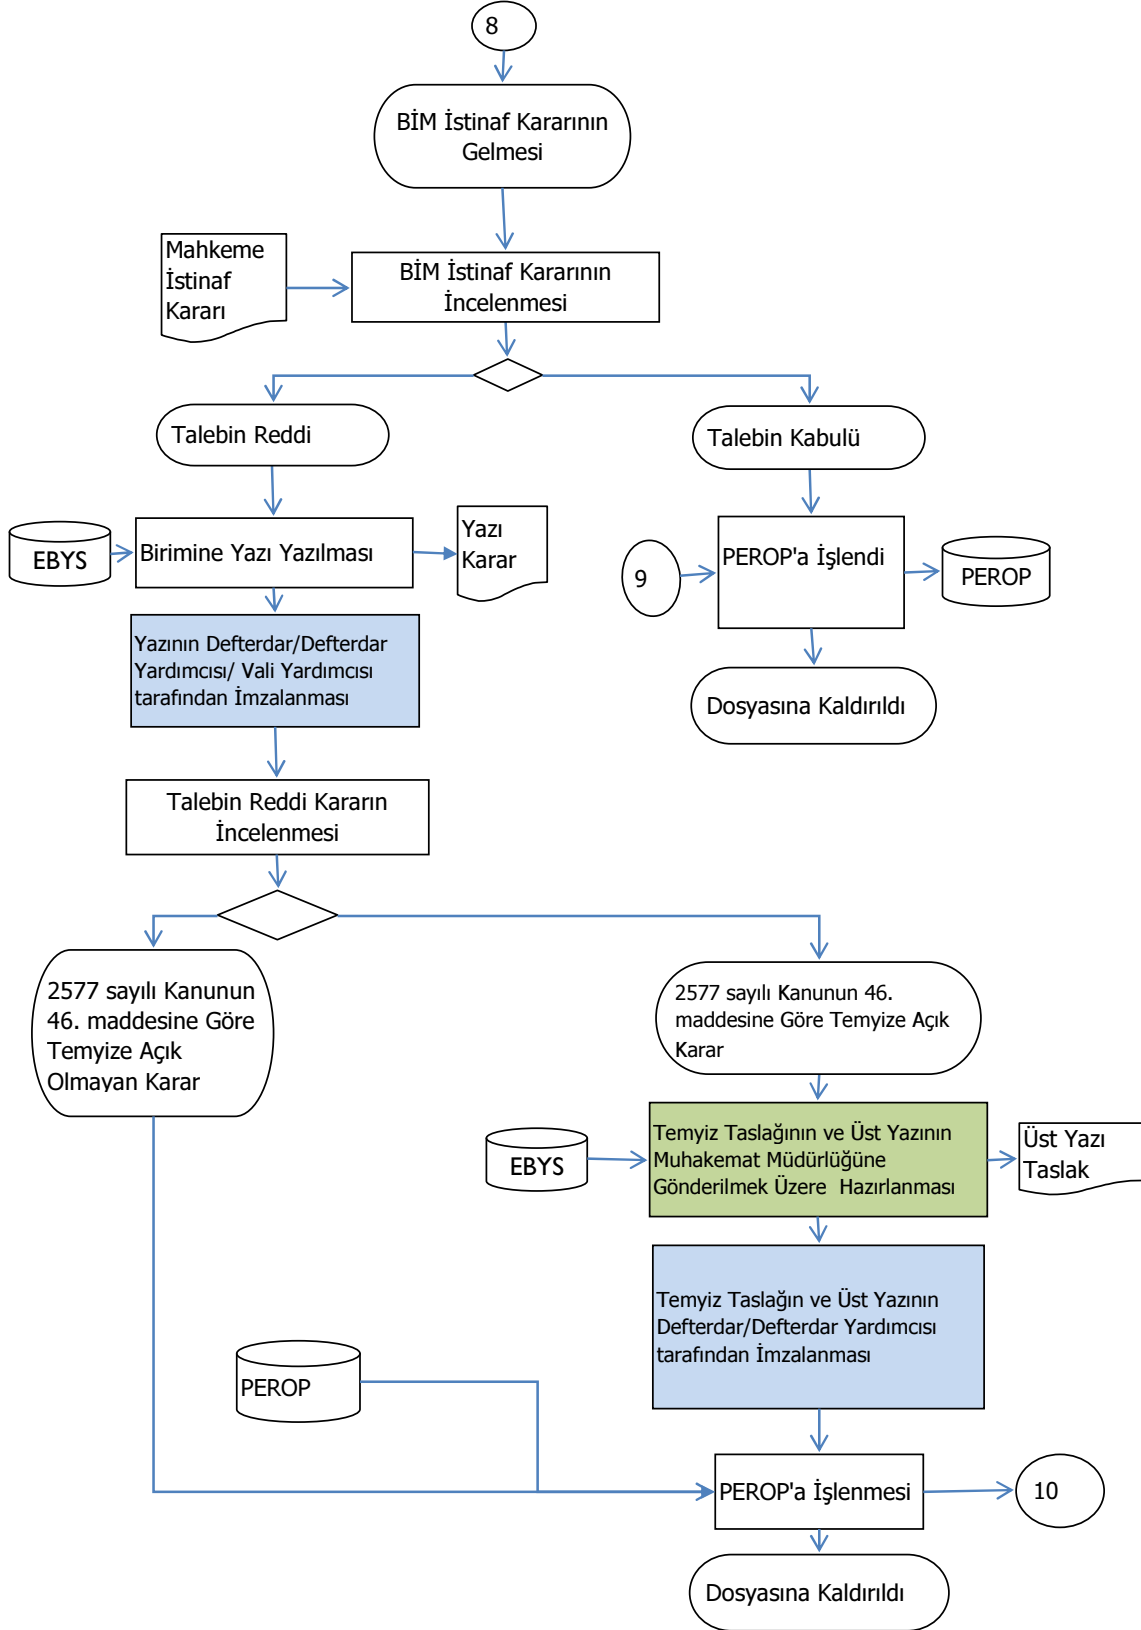 8
BİM İstinaf Kararının
Gelmesi
Mahkeme
İstinaf
Kararı
BİM İstinaf Kararının
İncelenmesi
Talebin Reddi
Talebin Kabulü
EBYS
Birimine Yazı Yazılması
Yazı
Karar
9
PEROP'a İşlendi
PEROP
Yazının Defterdar/Defterdar
Yardımcısı/ Vali Yardımcısı
tarafından İmzalanması
Dosyasına Kaldırıldı
Talebin Reddi Kararın
İncelenmesi
2577 sayılı Kanunun
46. maddesine Göre
Temyize Açık
Olmayan Karar
2577 sayılı Kanunun 46.
maddesine Göre Temyize Açık
Karar
EBYS
Temyiz Taslağının ve Üst Yazının
Muhakemat Müdürlüğüne
Gönderilmek Üzere  Hazırlanması
Üst Yazı
Taslak
Temyiz Taslağın ve Üst Yazının
Defterdar/Defterdar Yardımcısı
tarafından İmzalanması
PEROP
PEROP'a İşlenmesi
10
Dosyasına Kaldırıldı